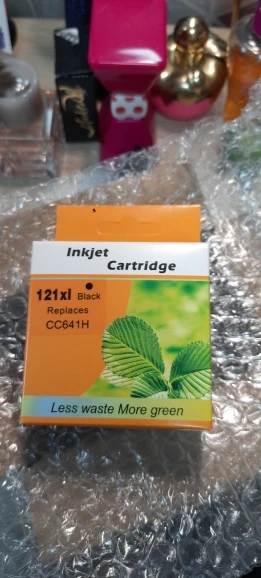 Inkjet
Cartridge
121xl Black
Replaces
CC641H
Less waste More green